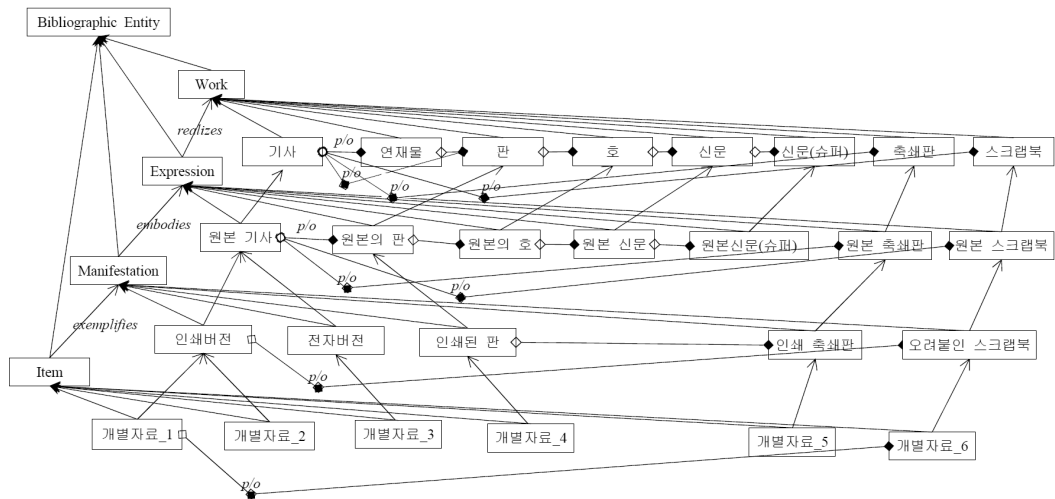 Bibliographic Entity
Work
realizes
기사
p/o
연재물
판
호
신문
신문(슈퍼)
축쇄판
스크랩북
Expression
p/o
p/o
p/o
embodies
원본 기사
p/o
원본의 판
원본의 호
원본 신문
원본신문(슈퍼)
원본 축쇄판
원본 스크랩북
Manifestation
p/o
p/o
exemplifies
인쇄버전
전자버전
인쇄된 판
인쇄 축쇄판
오려붙인 스크랩북
Item
p/o
개별자료_1
개별자료_2
개별자료_3
개별자료_4
개별자료_5
개별자료_6
p/o